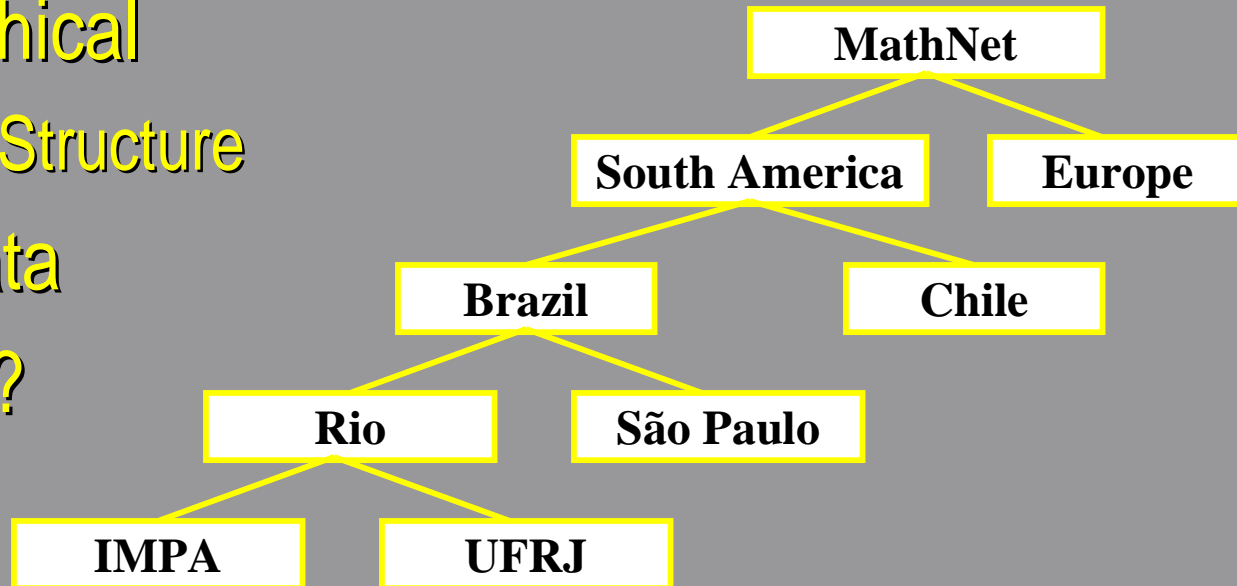 hical
Structure
ta
?
MathNet
South America
Europe
Brazil
Chile
Rio
São Paulo
IMPA
UFRJ